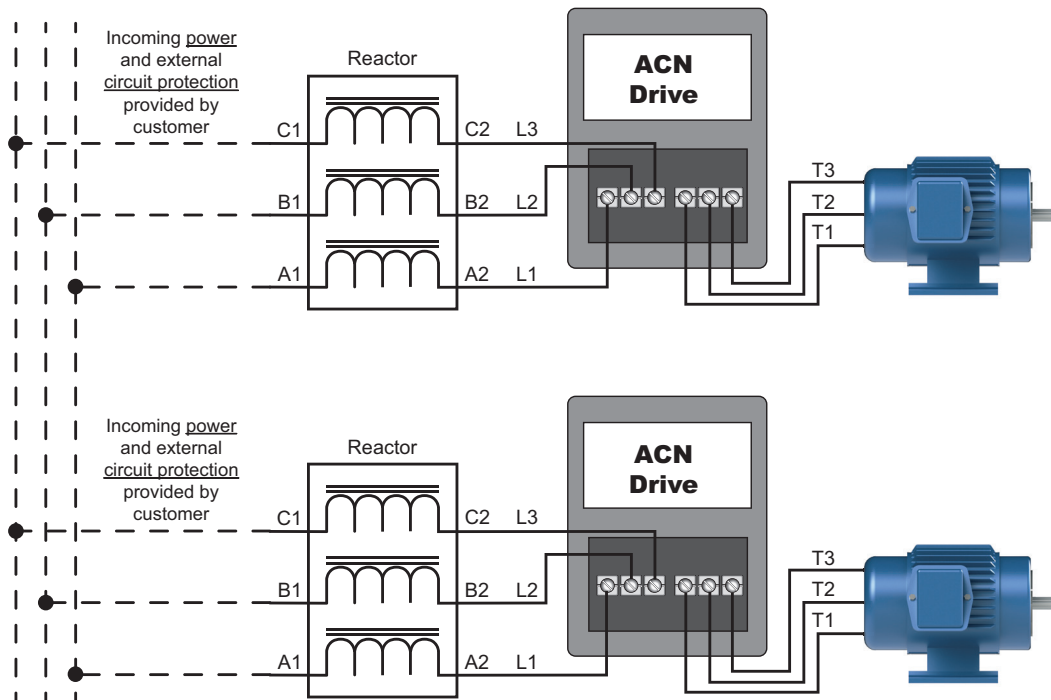 Incoming power
and external
circuit protection
provided by
customer
Reactor
ACN
Drive
C1
C2 L3
B1
B2 L2
A1
A2 L1
T3
T2
T1
Incoming power
and external
circuit protection
provided by
customer
Reactor
ACN
Drive
C1
C2 L3
B1
B2 L2
A1
A2 L1
T3
T2
T1